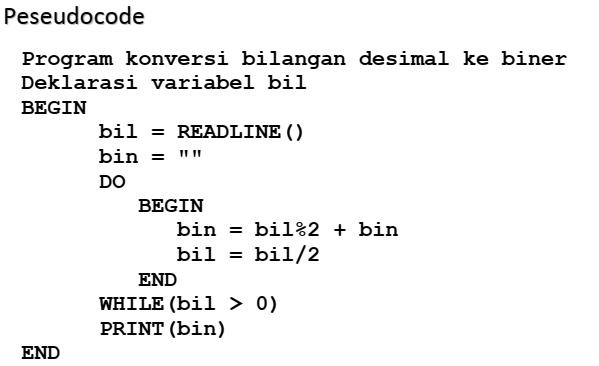 Peseudocode
Program konversi bilangan desimal ke biner
Deklarasi variabel bil
BEGIN
bil = READLINE()
bin = ""
DO
BEGIN
bin = bil%2 + bin
bil = bil/2
END
WHILE(bil > 0)
PRINT(bin)
END